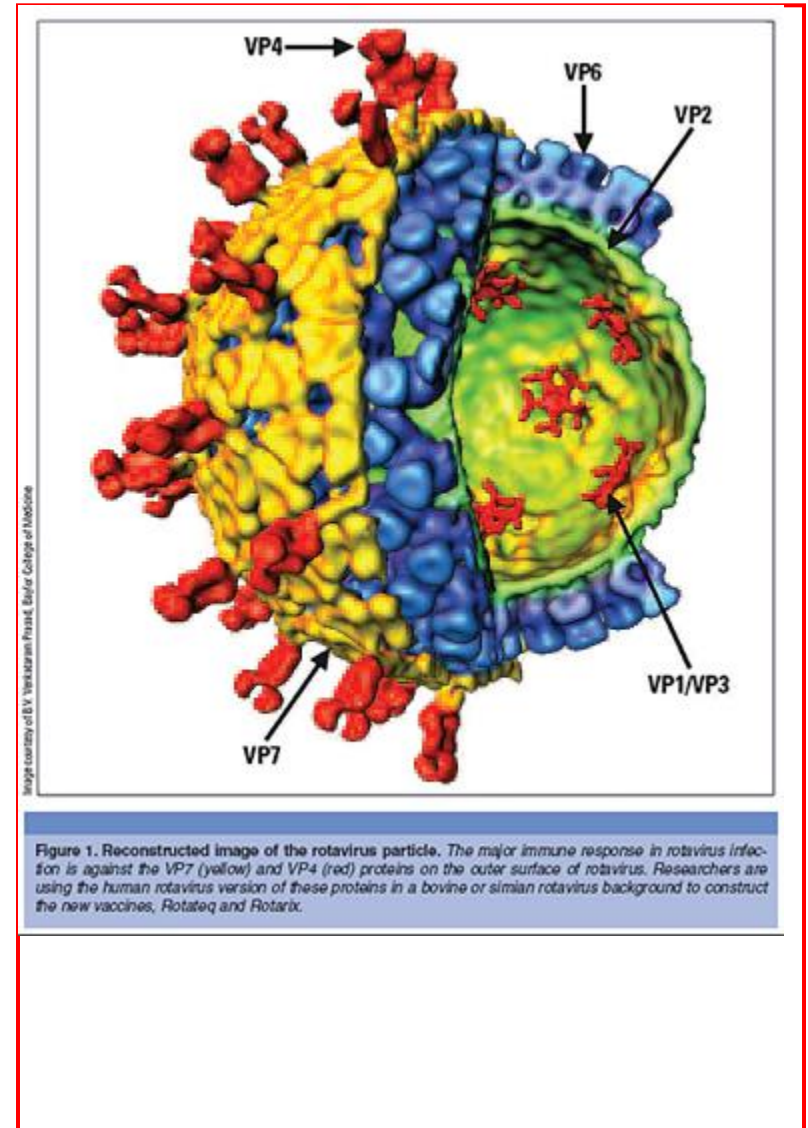 VP4
VP6
VP2
VP1/VP3
VP7
Image courtesy of B.V. Venkataram Prasad, Baylor College of Medicine
Figure 1. Reconstructed image of the rotavirus particle. The major immune response in rotavirus infec-
tion is against the VP7 (yellow) and VP4 (red) proteins on the outer surface of rotavirus. Researchers are
using the human rotavirus version of these proteins in a bovine or simian rotavirus background to construct
the new vaccines, Rotateq and Rotarix.